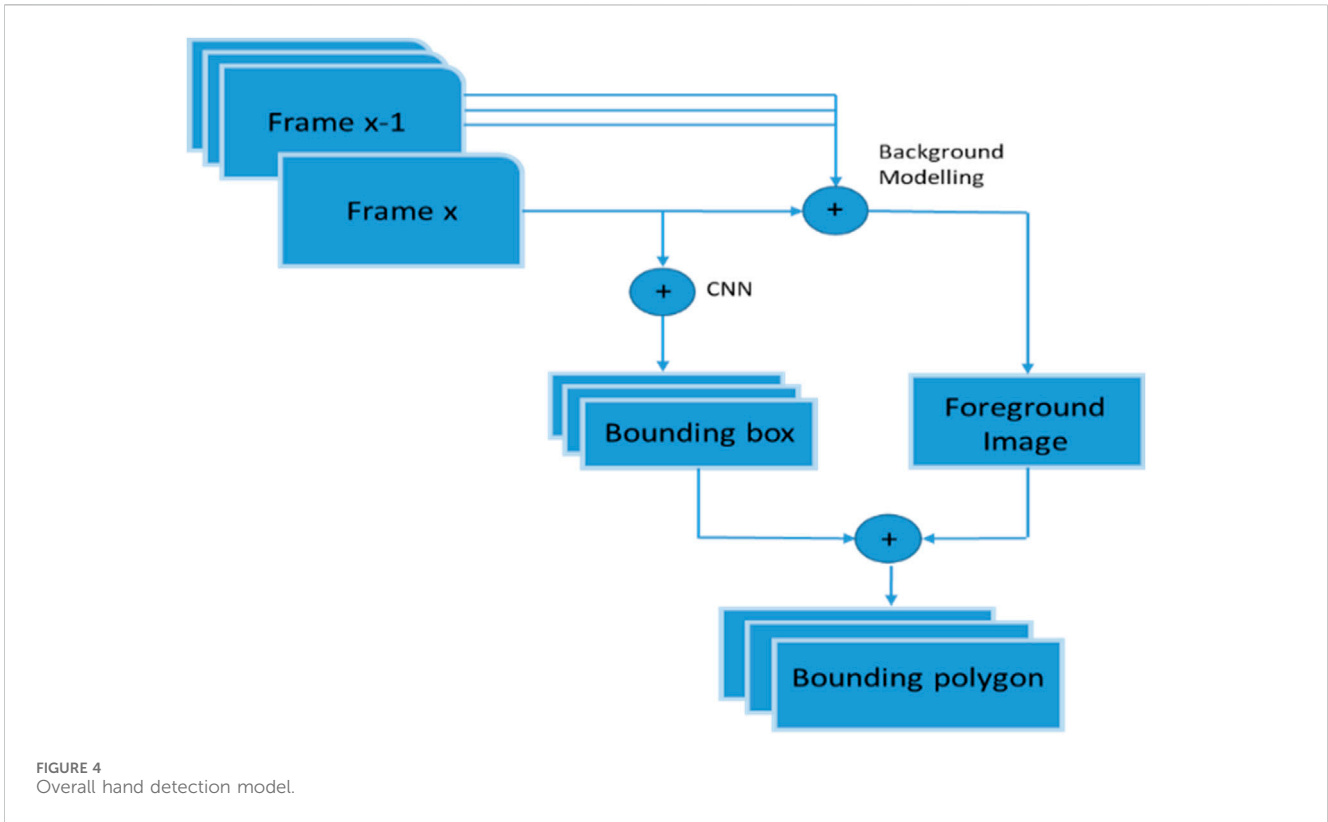 Frame x-1
Frame x
Background
Modelling
+
+
CNN
Bounding box
Foreground
Image
+
Bounding polygon
FIGURE 4
Overall hand detection model.